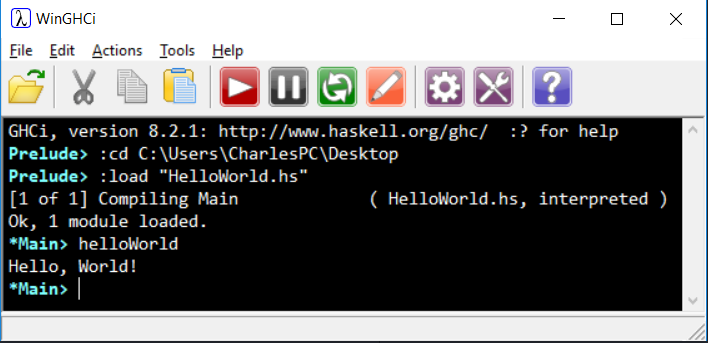 λ WinGHCi
File Edit Actions Tools Help
?
GHCi, version 8.2.1: http://www.haskell.org/ghc/  :? for help
Prelude> :cd C:\Users\CharlesPC\Desktop
Prelude> :load "HelloWorld.hs"
[1 of 1] Compiling Main             ( HelloWorld.hs, interpreted )
Ok, 1 module loaded.
*Main> helloWorld
Hello, World!
*Main>